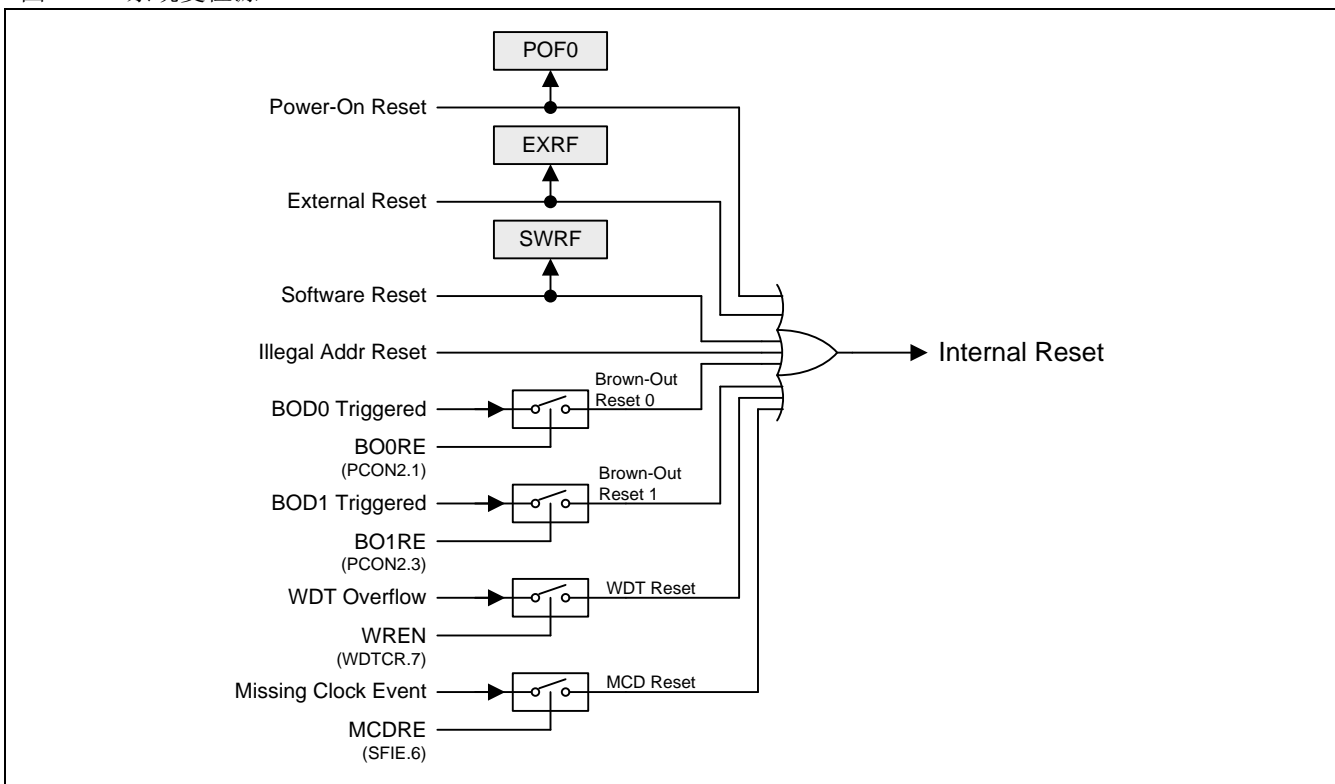 POF0
Power-On Reset
EXRF
External Reset
SWRF
Software Reset
Illegal Addr Reset
Internal Reset
BOD0 Triggered
Brown-Out
Reset 0
BO0RE
(PCON2.1)
BOD1 Triggered
Brown-Out
Reset 1
BO1RE
(PCON2.3)
WDT Overflow
WDT Reset
WREN
(WDTCR.7)
Missing Clock Event
MCD Reset
MCDRE
(SFIE.6)